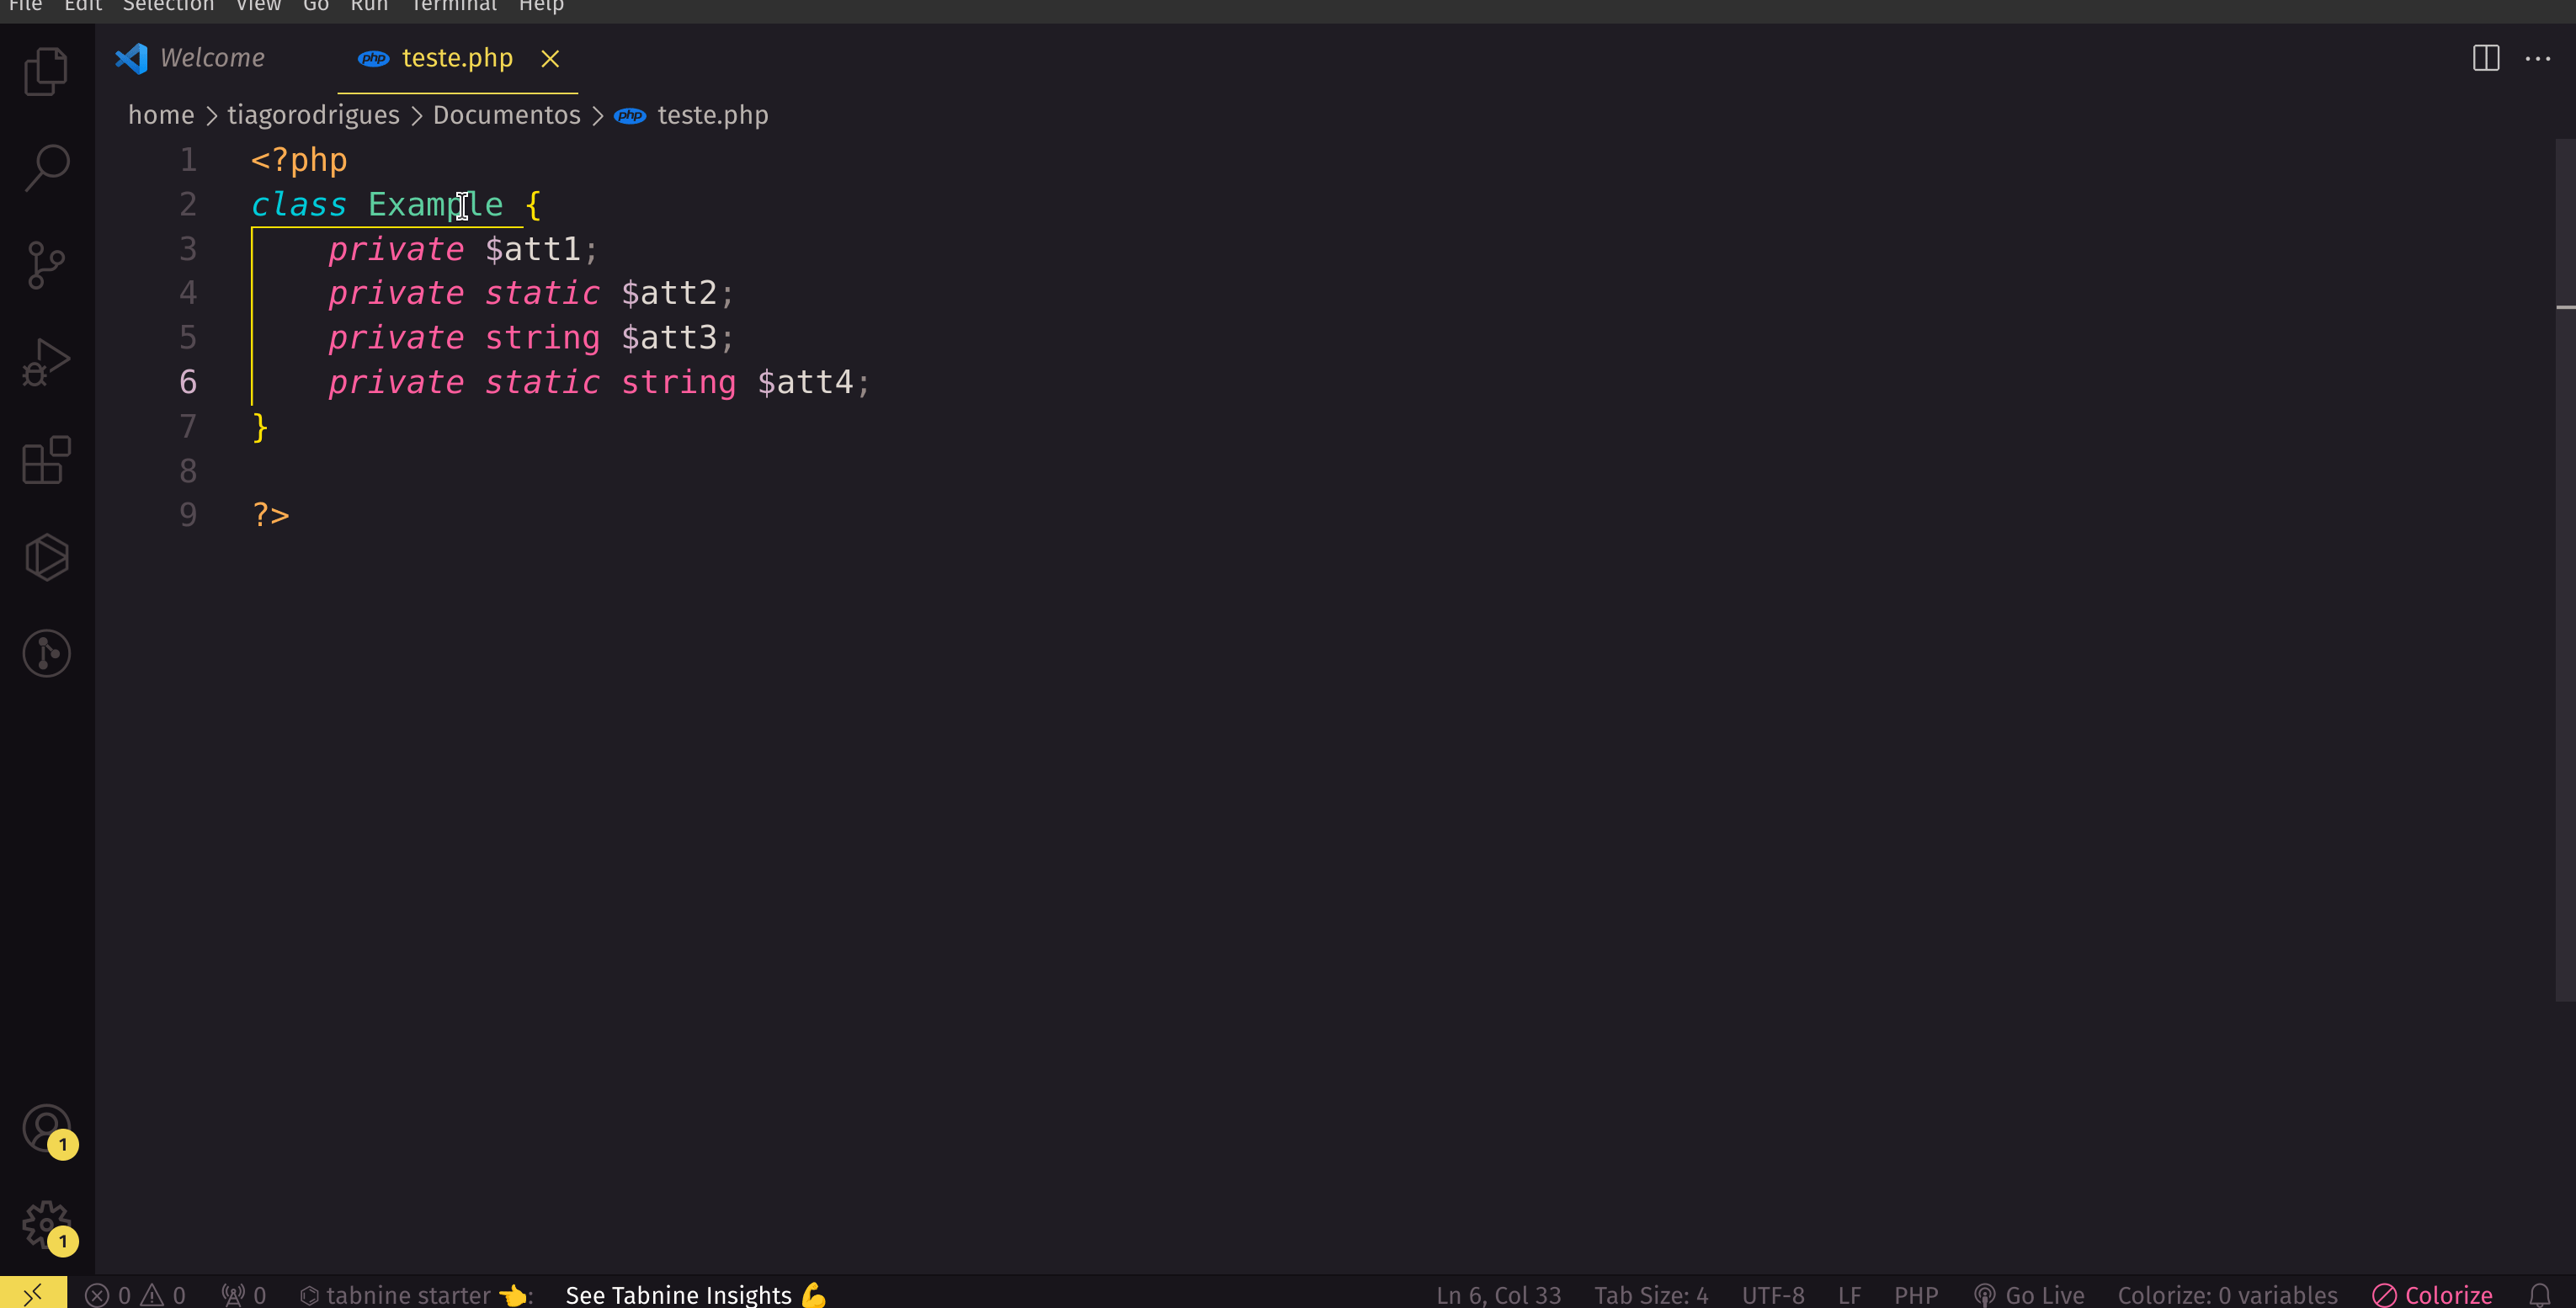 File Edit Selection View Go Run Terminal Help
Welcome teste.php
home > tiagorodrigues > Documentos > php teste.php
1 <?php
2 class Example {
3     private $att1;
4     private static $att2;
5     private string $att3;
6     private static string $att4;
7 }
8
9 ?>
1
1
0 0 0 tabnine starter 👈: See Tabnine Insights 💪 Ln 6, Col 33 Tab Size: 4 UTF-8 LF PHP Go Live Colorize: 0 variables Colorize